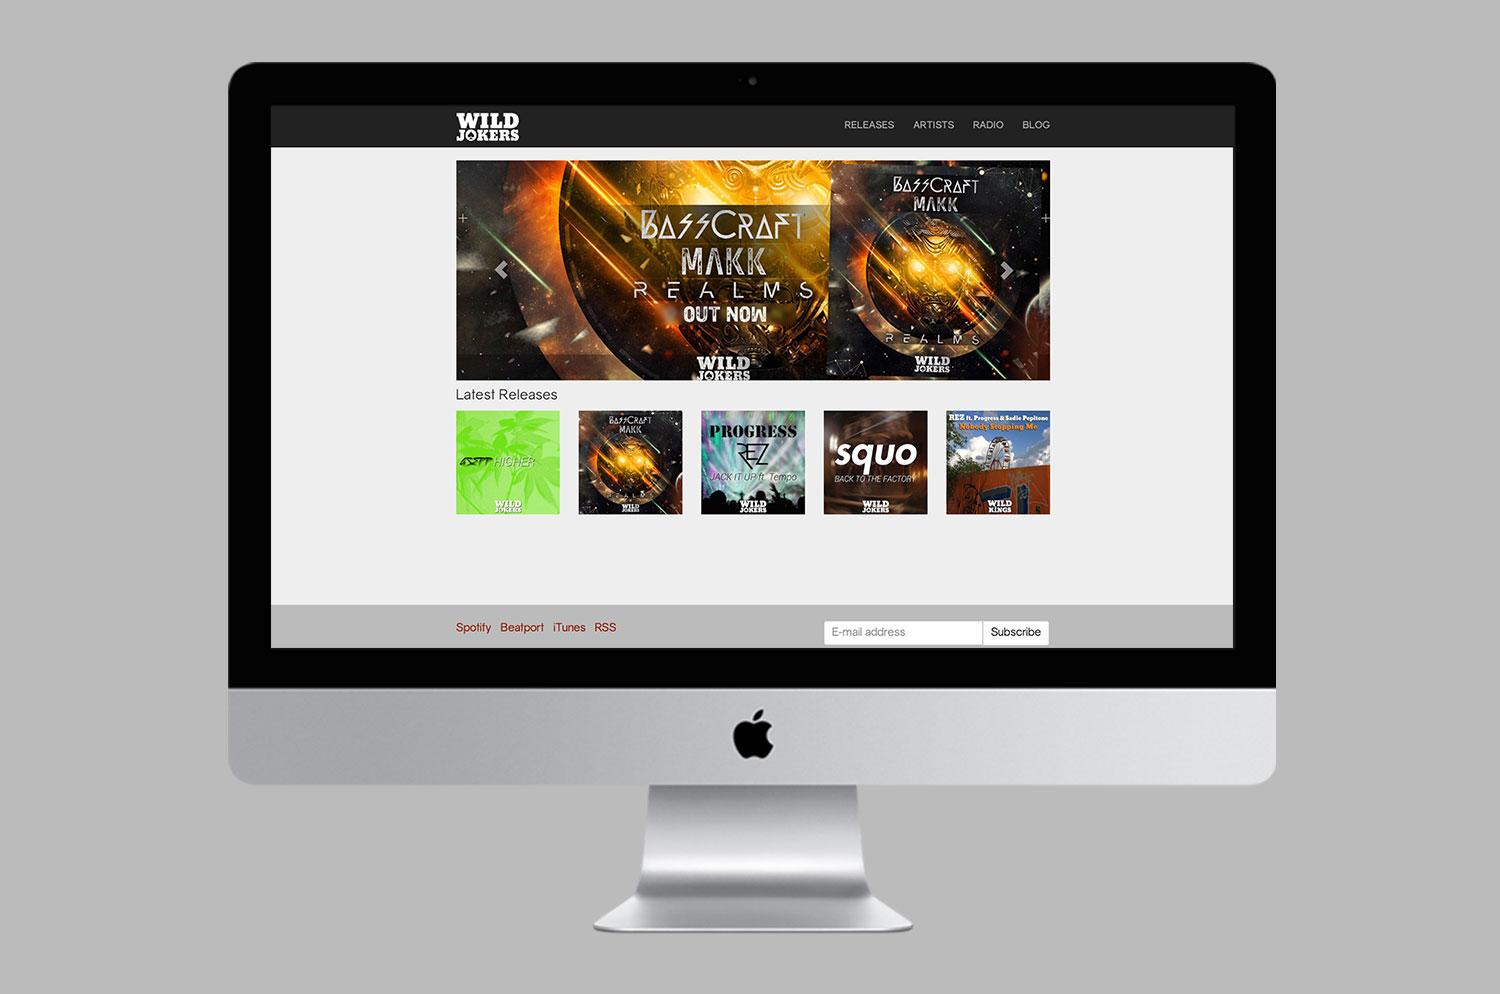 WILD
JOKERS
RELEASES ARTISTS RADIO BLOG
BASSCRAFT
MAKK
REALMS
OUT NOW
WILD
JOKERS
BASSCRAFT
MAKK
REALMS
WILD
JOKERS
Latest Releases
HIGHER
WILD
JOKERS
BASSCRAFT
MAKK
REALMS
WILD
JOKERS
PROGRESS
REZ
JACK IT UP ft. Tempo
WILD
JOKERS
squo
BACK TO THE FACTORY
WILD
JOKERS
REZ ft. Progress & Sadie Pepitone
Nobody Stopping Me
WILD
KINGS
Spotify Beatport iTunes RSS
E-mail address Subscribe